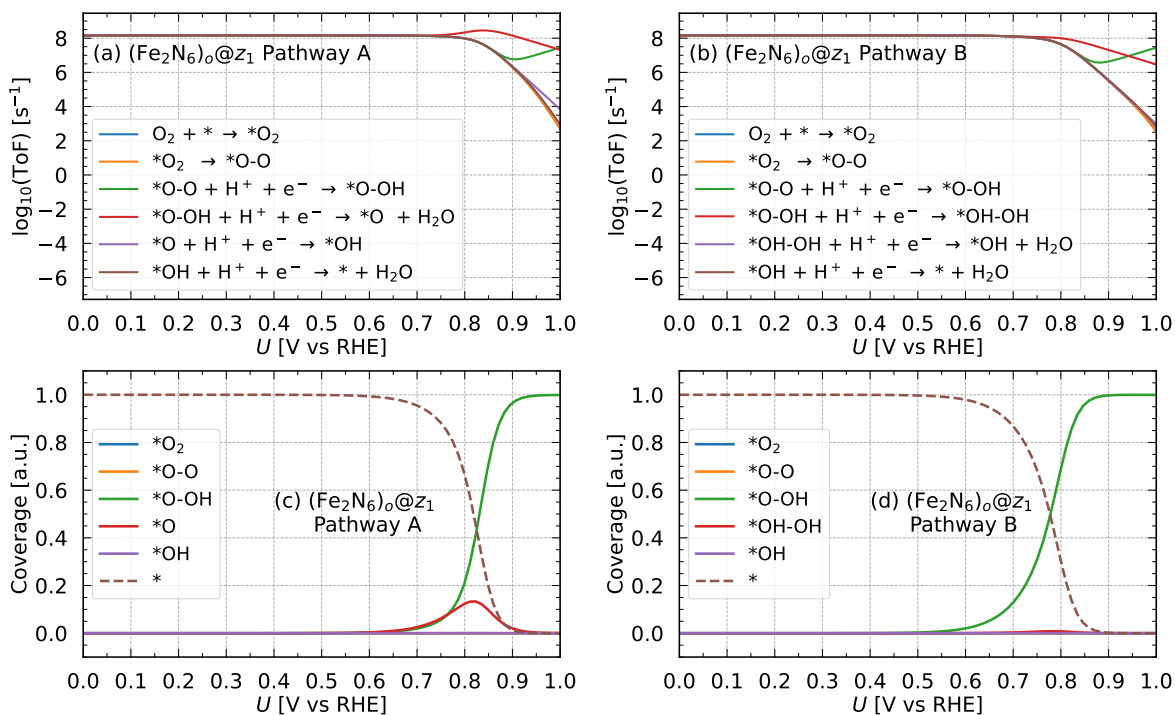 8
6
4
2
0
−2
−4
−6
log₁₀(ToF) [s⁻¹]
(a) (Fe₂N₆)ₒ@z₁ Pathway A
O₂ + * → *O₂
*O₂ → *O-O
*O-O + H⁺ + e⁻ → *O-OH
*O-OH + H⁺ + e⁻ → *O + H₂O
*O + H⁺ + e⁻ → *OH
*OH + H⁺ + e⁻ → * + H₂O
0.0 0.1 0.2 0.3 0.4 0.5 0.6 0.7 0.8 0.9 1.0
U [V vs RHE]
8
6
4
2
0
−2
−4
−6
log₁₀(ToF) [s⁻¹]
(b) (Fe₂N₆)ₒ@z₁ Pathway B
O₂ + * → *O₂
*O₂ → *O-O
*O-O + H⁺ + e⁻ → *O-OH
*O-OH + H⁺ + e⁻ → *OH-OH
*OH-OH + H⁺ + e⁻ → *OH + H₂O
*OH + H⁺ + e⁻ → * + H₂O
0.0 0.1 0.2 0.3 0.4 0.5 0.6 0.7 0.8 0.9 1.0
U [V vs RHE]
1.0
0.8
0.6
0.4
0.2
0.0
Coverage [a.u.]
*O₂
*O-O
*O-OH
*O
*OH
*
(c) (Fe₂N₆)ₒ@z₁
Pathway A
0.0 0.1 0.2 0.3 0.4 0.5 0.6 0.7 0.8 0.9 1.0
U [V vs RHE]
1.0
0.8
0.6
0.4
0.2
0.0
Coverage [a.u.]
*O₂
*O-O
*O-OH
*OH-OH
*OH
*
(d) (Fe₂N₆)ₒ@z₁
Pathway B
0.0 0.1 0.2 0.3 0.4 0.5 0.6 0.7 0.8 0.9 1.0
U [V vs RHE]